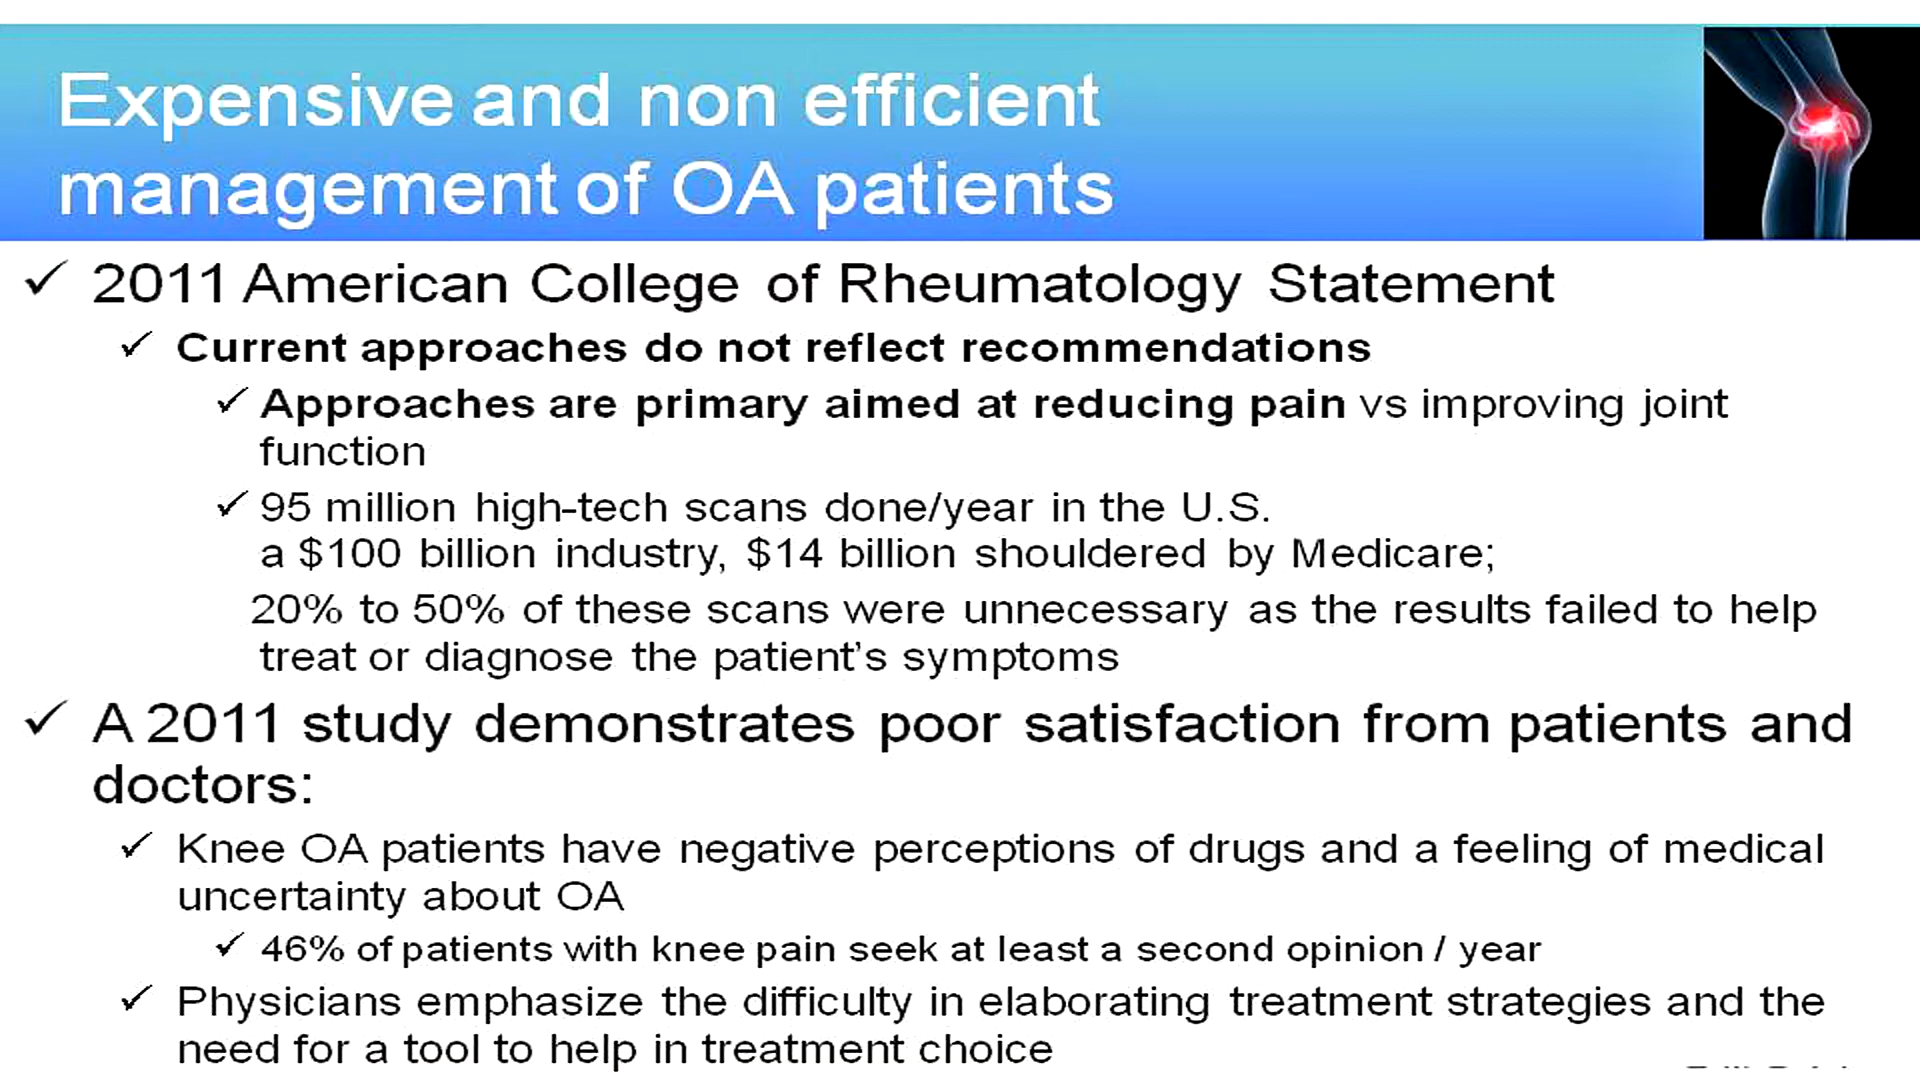 Expensive and non efficient
management of OA patients
✓ 2011 American College of Rheumatology Statement
✓ Current approaches do not reflect recommendations
✓ Approaches are primary aimed at reducing pain vs improving joint
function
✓ 95 million high-tech scans done/year in the U.S.
a $100 billion industry, $14 billion shouldered by Medicare;
20% to 50% of these scans were unnecessary as the results failed to help
treat or diagnose the patient's symptoms
✓ A 2011 study demonstrates poor satisfaction from patients and
doctors:
✓ Knee OA patients have negative perceptions of drugs and a feeling of medical
uncertainty about OA
✓ 46% of patients with knee pain seek at least a second opinion / year
✓ Physicians emphasize the difficulty in elaborating treatment strategies and the
need for a tool to help in treatment choice